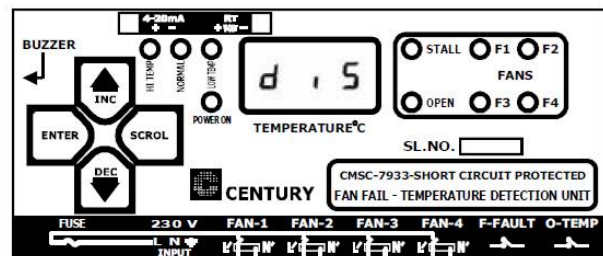 4-20mA RT
+ - +10V-
BUZZER
HI TEMP NORMAL LOW TEMP
POWER ON
INC
ENTER SCROL
DEC
diS
TEMPERATURE°C
STALL F1 F2
FANS
OPEN F3 F4
SL.NO.
C CENTURY
CMSC-7933-SHORT CIRCUIT PROTECTED
FAN FAIL - TEMPERATURE DETECTION UNIT
FUSE 230 V FAN-1 FAN-2 FAN-3 FAN-4 F-FAULT O-TEMP
L N
INPUT
L' N' L' N' L' N' L' N'